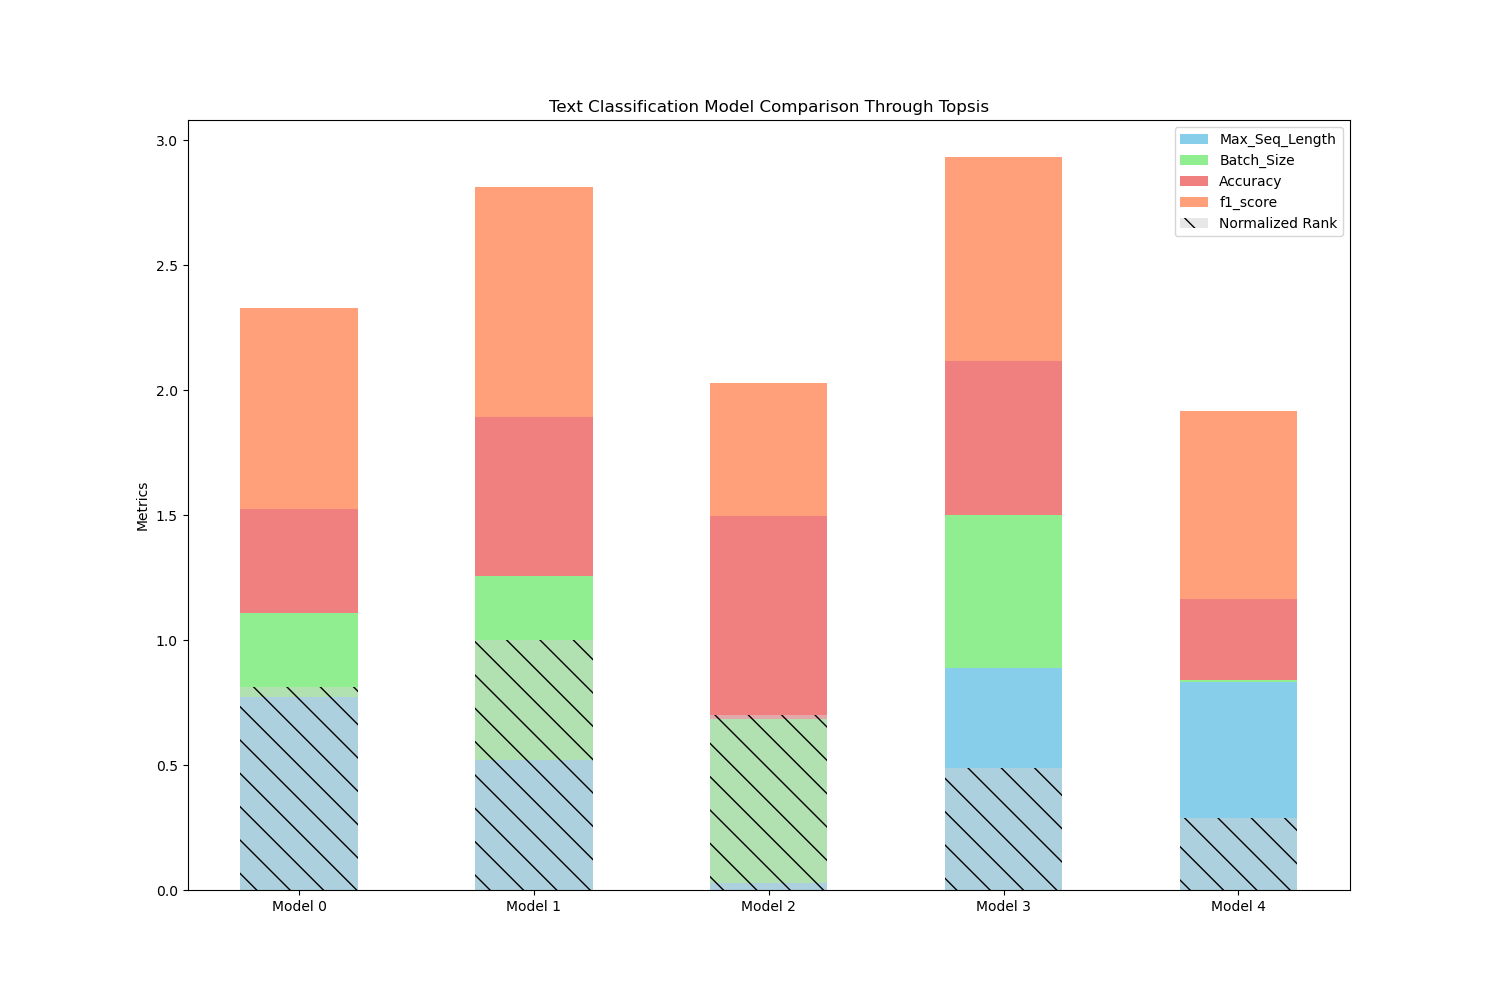 Text Classification Model Comparison Through Topsis
Max_Seq_Length
Batch_Size
Accuracy
f1_score
Normalized Rank
3.0
2.5
2.0
1.5
1.0
0.5
0.0
Metrics
Model 0
Model 1
Model 2
Model 3
Model 4